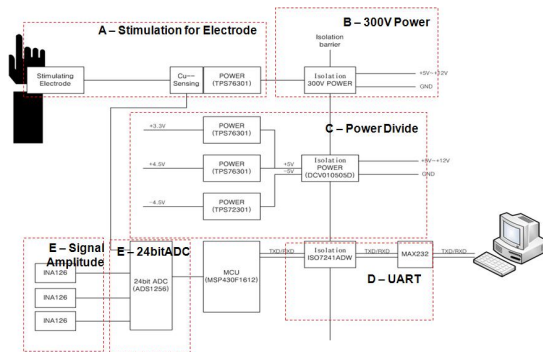 A – Stimulation for Electrode
B – 300V Power
Isolation
barrier
Stimulating
Electrode
Cu—
Sensing
POWER
(TPS76301)
Isolation
300V POWER
+5V~+12V
GND
C – Power Divide
+3.3V
POWER
(TPS76301)
+4.5V
POWER
(TPS76301)
+5V
-5V
Isolation
POWER
(DCV010505D)
+5V~+12V
GND
-4.5V
POWER
(TPS72301)
E – Signal
Amplitude
E – 24bitADC
INA126
INA126
INA126
24bit ADC
(ADS1256)
MCU
(MSP430F1612)
TXD/RXD
Isolation
ISO7241ADW
TXD/RXD
MAX232
TXD/RXD
D – UART